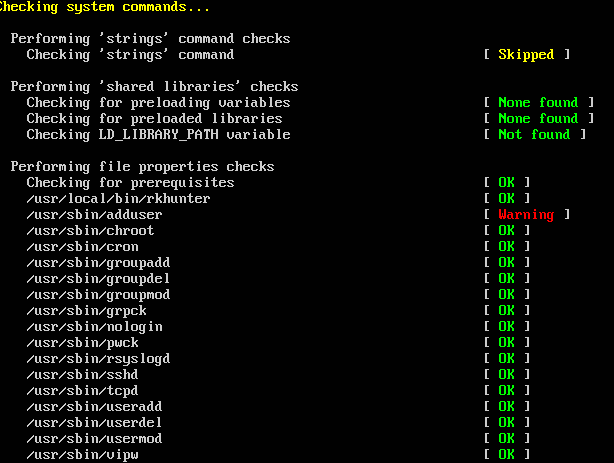 Checking system commands...
Performing 'strings' command checks
Checking 'strings' command [ Skipped ]
Performing 'shared libraries' checks
Checking for preloading variables [ None found ]
Checking for preloaded libraries [ None found ]
Checking LD_LIBRARY_PATH variable [ Not found ]
Performing file properties checks
Checking for prerequisites [ OK ]
/usr/local/bin/rkhunter [ OK ]
/usr/sbin/adduser [ Warning ]
/usr/sbin/chroot [ OK ]
/usr/sbin/cron [ OK ]
/usr/sbin/groupadd [ OK ]
/usr/sbin/groupdel [ OK ]
/usr/sbin/groupmod [ OK ]
/usr/sbin/grpck [ OK ]
/usr/sbin/nologin [ OK ]
/usr/sbin/pwck [ OK ]
/usr/sbin/rsyslogd [ OK ]
/usr/sbin/sshd [ OK ]
/usr/sbin/tcpd [ OK ]
/usr/sbin/useradd [ OK ]
/usr/sbin/userdel [ OK ]
/usr/sbin/usermod [ OK ]
/usr/sbin/vipw [ OK ]